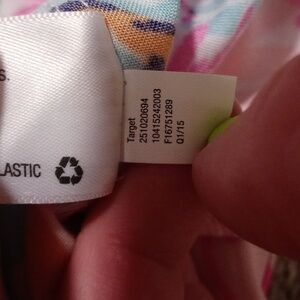 s.
LASTIC
Target
251020694
10415242003
F16751289
Q1/15